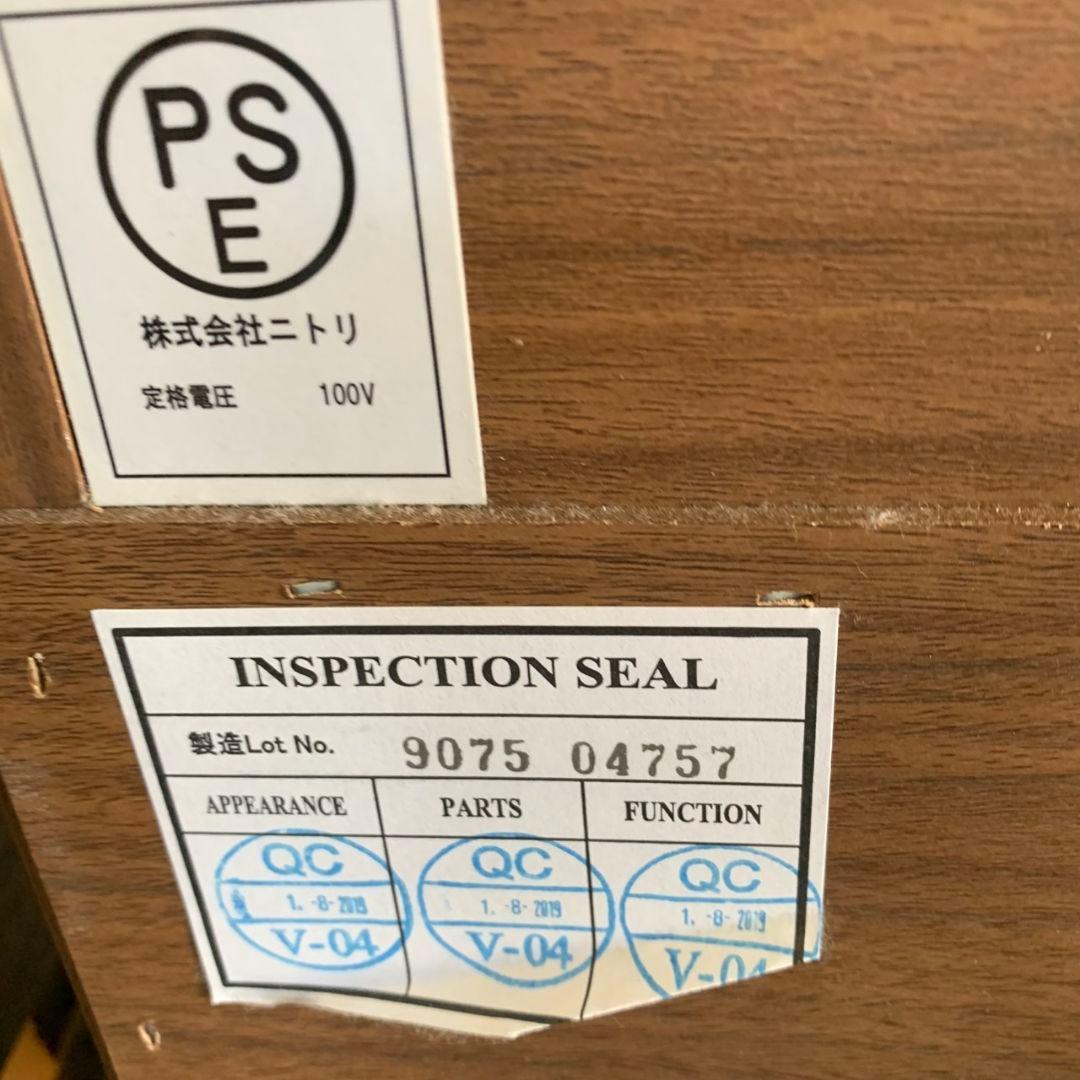 PS
E
株式会社ニトリ
定格電圧 100V
INSPECTION SEAL
製造Lot No. 9075 04757
APPEARANCE PARTS FUNCTION
QC QC QC
1.-8-2019 1.-8-2019 1.-8-2019
V-04 V-04 V-04